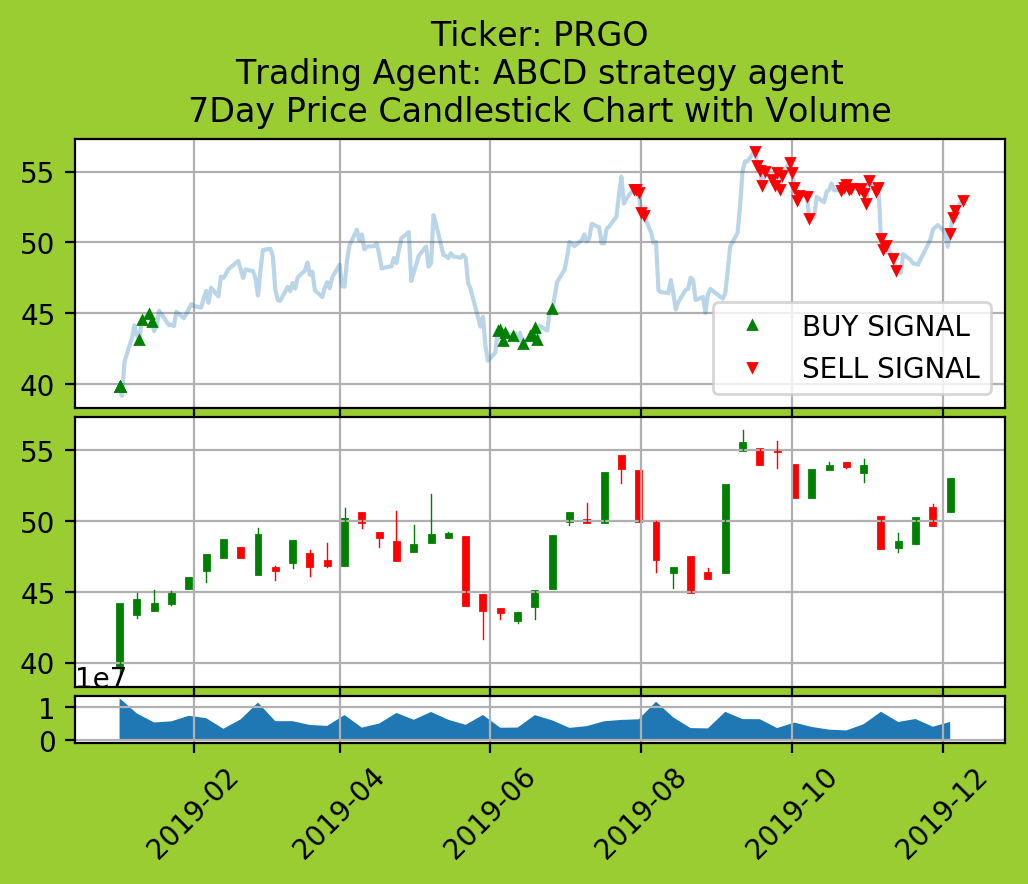 Ticker: PRGO
Trading Agent: ABCD strategy agent
7Day Price Candlestick Chart with Volume
55
50
45
40
BUY SIGNAL
SELL SIGNAL
55
50
45
40
1e7
1
0
2019-02
2019-04
2019-06
2019-08
2019-10
2019-12